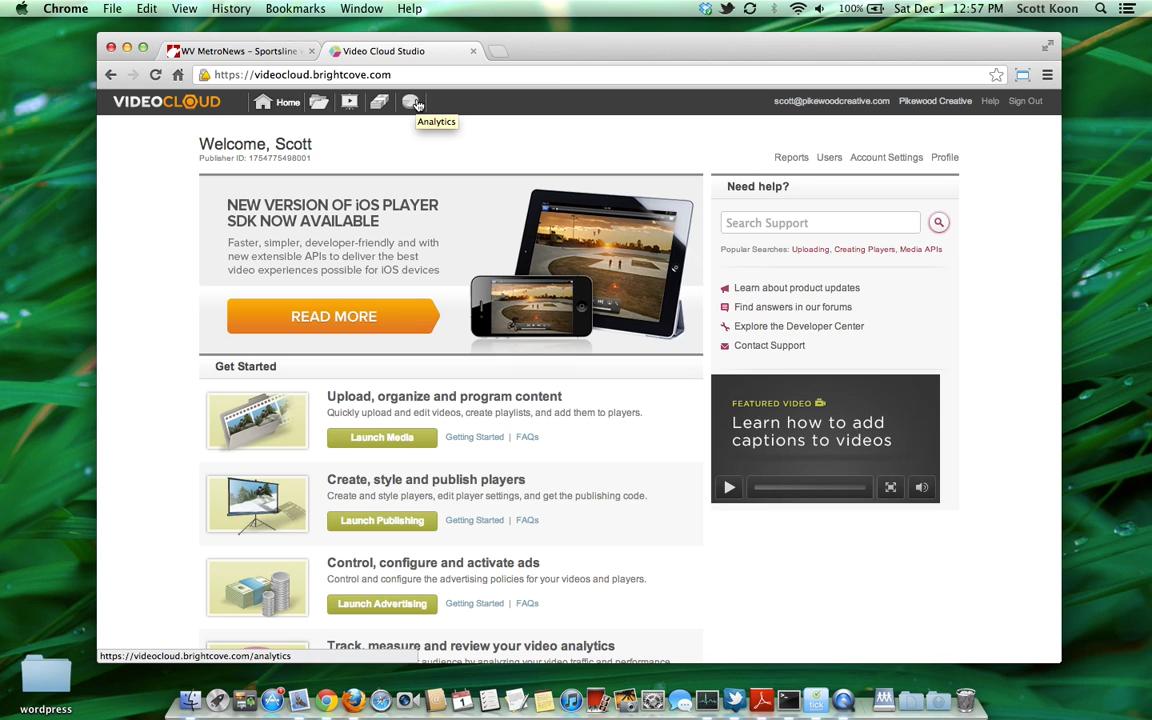 Chrome File Edit View History Bookmarks Window Help 100% Sat Dec 1 12:57 PM Scott Koon
WV MetroNews – Sportsline Video Cloud Studio
https://videocloud.brightcove.com
VIDEOCLOUD Home scott@pikewoodcreative.com Pikewood Creative Help Sign Out
Analytics
Welcome, Scott
Publisher ID: 1754775498001
Reports Users Account Settings Profile
NEW VERSION OF iOS PLAYER
SDK NOW AVAILABLE
Faster, simpler, developer-friendly and with
new extensible APIs to deliver the best
video experiences possible for iOS devices
READ MORE
Need help?
Search Support
Popular Searches: Uploading, Creating Players, Media APIs
Learn about product updates
Find answers in our forums
Explore the Developer Center
Contact Support
FEATURED VIDEO
Learn how to add
captions to videos
Get Started
Upload, organize and program content
Quickly upload and edit videos, create playlists, and add them to players.
Launch Media Getting Started | FAQs
Create, style and publish players
Create and style players, edit player settings, and get the publishing code.
Launch Publishing Getting Started | FAQs
Control, configure and activate ads
Control and configure the advertising policies for your videos and players.
Launch Advertising Getting Started | FAQs
Track, measure and review your video analytics
audience by analyzing your video traffic and performance
https://videocloud.brightcove.com/analytics
wordpress
tick